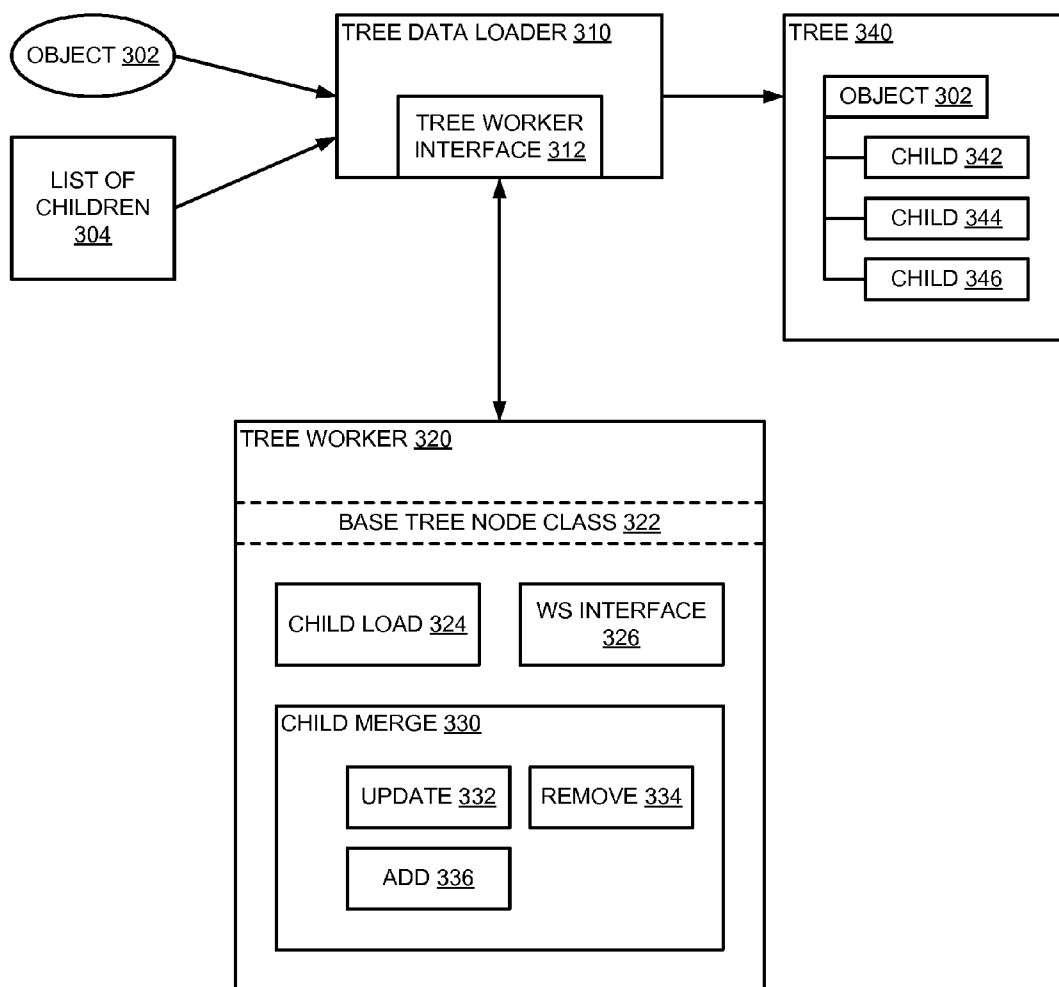 OBJECT 302
LIST OF
CHILDREN
304
TREE DATA LOADER 310
TREE WORKER
INTERFACE 312
TREE 340
OBJECT 302
CHILD 342
CHILD 344
CHILD 346
TREE WORKER 320
BASE TREE NODE CLASS 322
CHILD LOAD 324
WS INTERFACE
326
CHILD MERGE 330
UPDATE 332
REMOVE 334
ADD 336